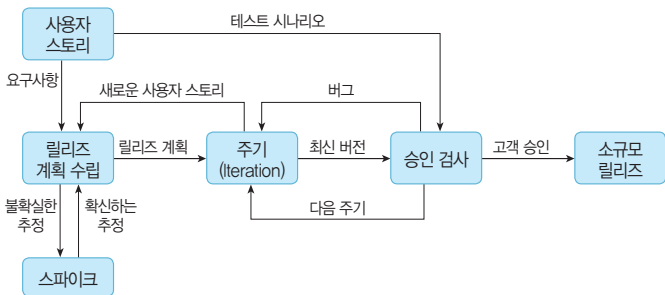 사용자
스토리
테스트 시나리오
요구사항
새로운 사용자 스토리
버그
릴리즈
계획 수립
릴리즈 계획
주기
(Iteration)
최신 버전
승인 검사
고객 승인
소규모
릴리즈
불확실한
추정
확신하는
추정
다음 주기
스파이크